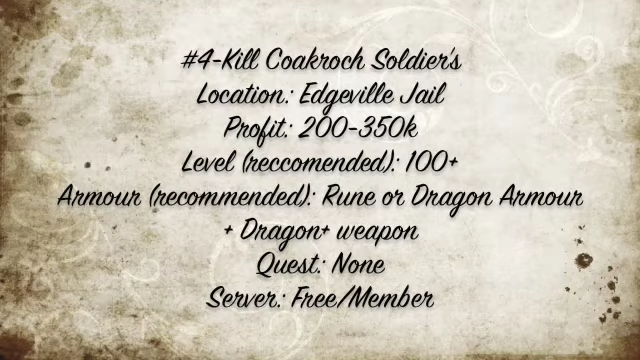 #4-Kill Coakroch Soldier's
Location: Edgeville Jail
Profit: 200-350k
Level (reccomended): 100+
Armour (recommended): Rune or Dragon Armour
+ Dragon+ weapon
Quest: None
Server: Free/Member